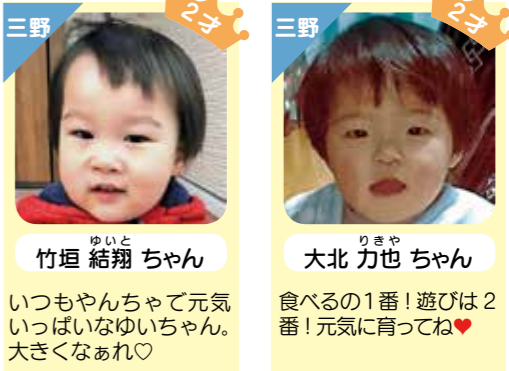 三野
2才
ゆいと
竹垣 結翔 ちゃん
いつもやんちゃで元気
いっぱいなゆいちゃん。
大きくなぁれ♡
三野
2才
りきや
大北 力也 ちゃん
食べるの1番！遊びは2
番！元気に育ってね♥